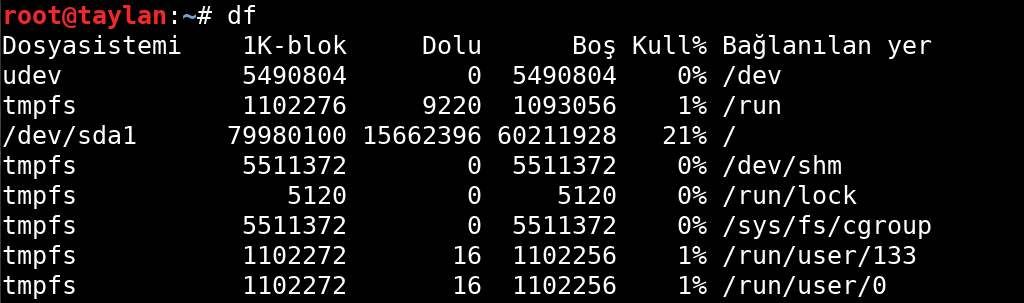 root@taylan:~# df
Dosyasistemi    1K-blok     Dolu      Boş Kull% Bağlanılan yer
udev            5490804        0  5490804    0% /dev
tmpfs           1102276     9220  1093056    1% /run
/dev/sda1      79980100 15662396 60211928   21% /
tmpfs           5511372        0  5511372    0% /dev/shm
tmpfs              5120        0     5120    0% /run/lock
tmpfs           5511372        0  5511372    0% /sys/fs/cgroup
tmpfs           1102272       16  1102256    1% /run/user/133
tmpfs           1102272       16  1102256    1% /run/user/0